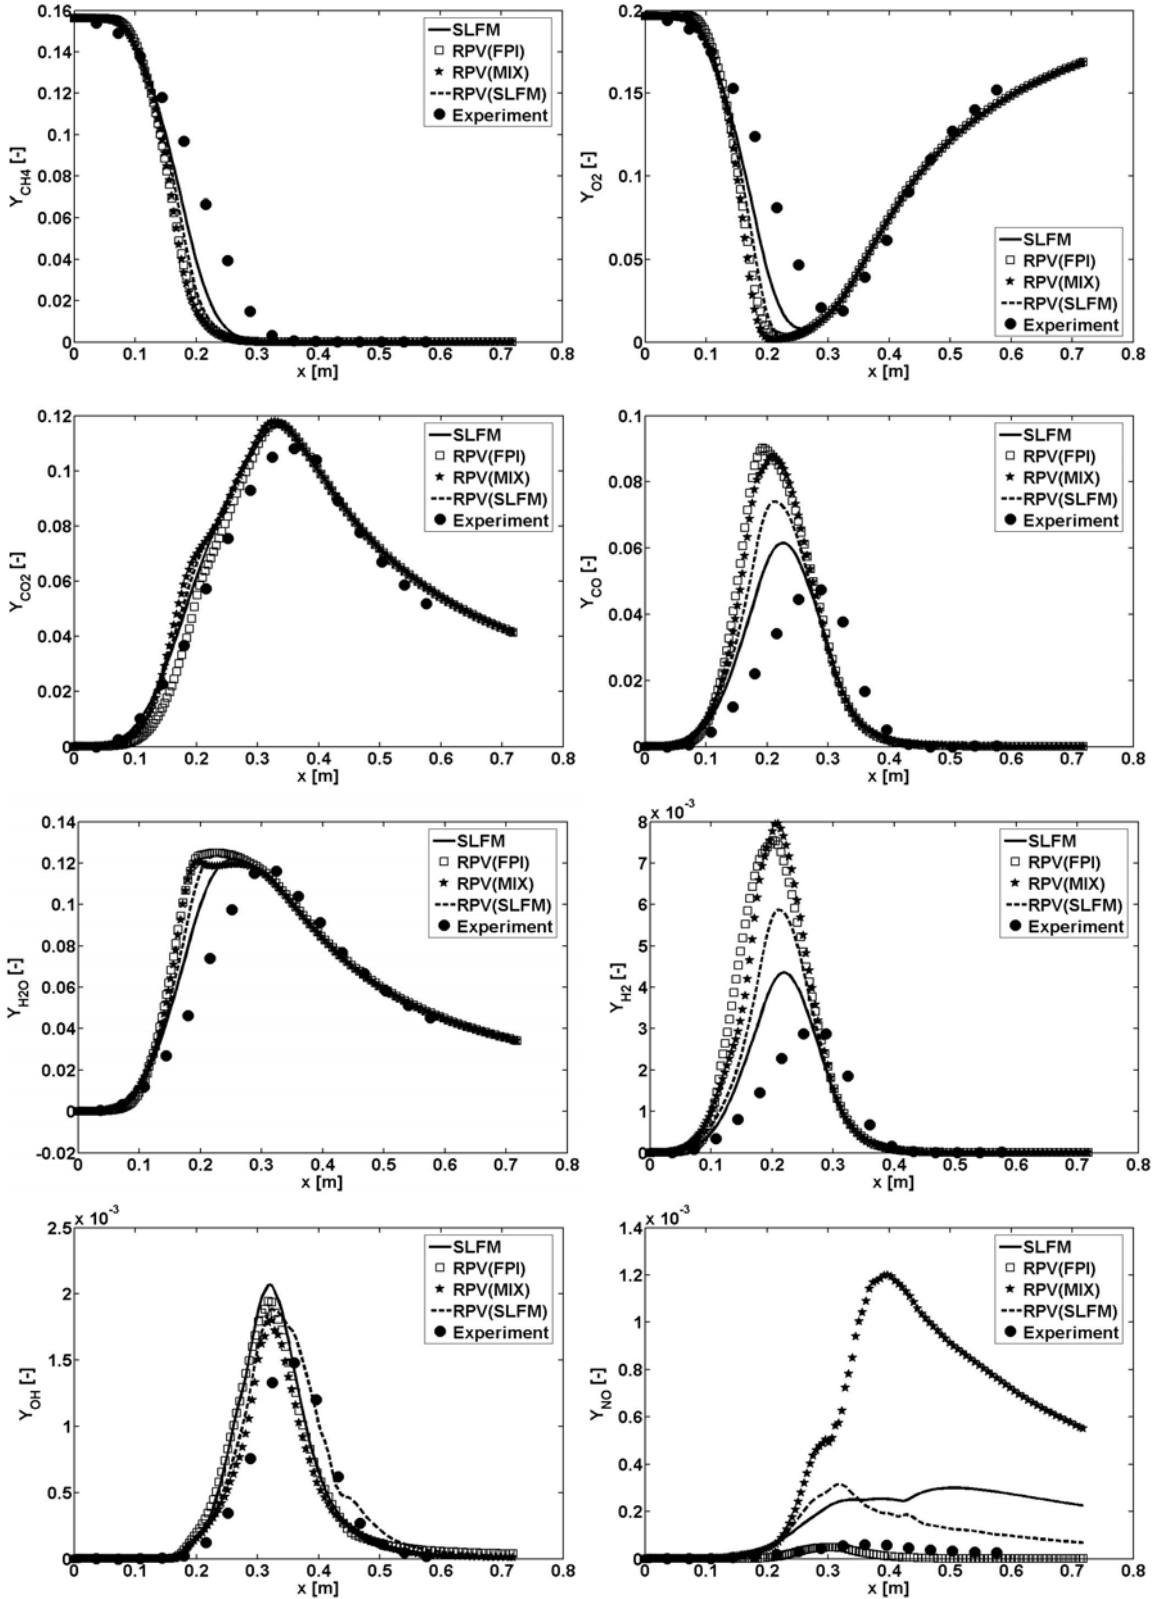 Y_CH4 [-]
0.16
0.14
0.12
0.1
0.08
0.06
0.04
0.02
0
0 0.1 0.2 0.3 0.4 0.5 0.6 0.7 0.8
x [m]
SLFM
RPV(FPI)
RPV(MIX)
RPV(SLFM)
Experiment
Y_O2 [-]
0.2
0.15
0.1
0.05
0
0 0.1 0.2 0.3 0.4 0.5 0.6 0.7 0.8
x [m]
SLFM
RPV(FPI)
RPV(MIX)
RPV(SLFM)
Experiment
Y_CO2 [-]
0.12
0.1
0.08
0.06
0.04
0.02
0
0 0.1 0.2 0.3 0.4 0.5 0.6 0.7 0.8
x [m]
SLFM
RPV(FPI)
RPV(MIX)
RPV(SLFM)
Experiment
Y_CO [-]
0.1
0.08
0.06
0.04
0.02
0
0 0.1 0.2 0.3 0.4 0.5 0.6 0.7 0.8
x [m]
SLFM
RPV(FPI)
RPV(MIX)
RPV(SLFM)
Experiment
Y_H2O [-]
0.14
0.12
0.1
0.08
0.06
0.04
0.02
0
-0.02
0 0.1 0.2 0.3 0.4 0.5 0.6 0.7 0.8
x [m]
SLFM
RPV(FPI)
RPV(MIX)
RPV(SLFM)
Experiment
x 10^-3
Y_H2 [-]
8
7
6
5
4
3
2
1
0
0 0.1 0.2 0.3 0.4 0.5 0.6 0.7 0.8
x [m]
SLFM
RPV(FPI)
RPV(MIX)
RPV(SLFM)
Experiment
x 10^-3
Y_OH [-]
2.5
2
1.5
1
0.5
0
0 0.1 0.2 0.3 0.4 0.5 0.6 0.7 0.8
x [m]
SLFM
RPV(FPI)
RPV(MIX)
RPV(SLFM)
Experiment
x 10^-3
Y_NO [-]
1.4
1.2
1
0.8
0.6
0.4
0.2
0
0 0.1 0.2 0.3 0.4 0.5 0.6 0.7 0.8
x [m]
SLFM
RPV(FPI)
RPV(MIX)
RPV(SLFM)
Experiment